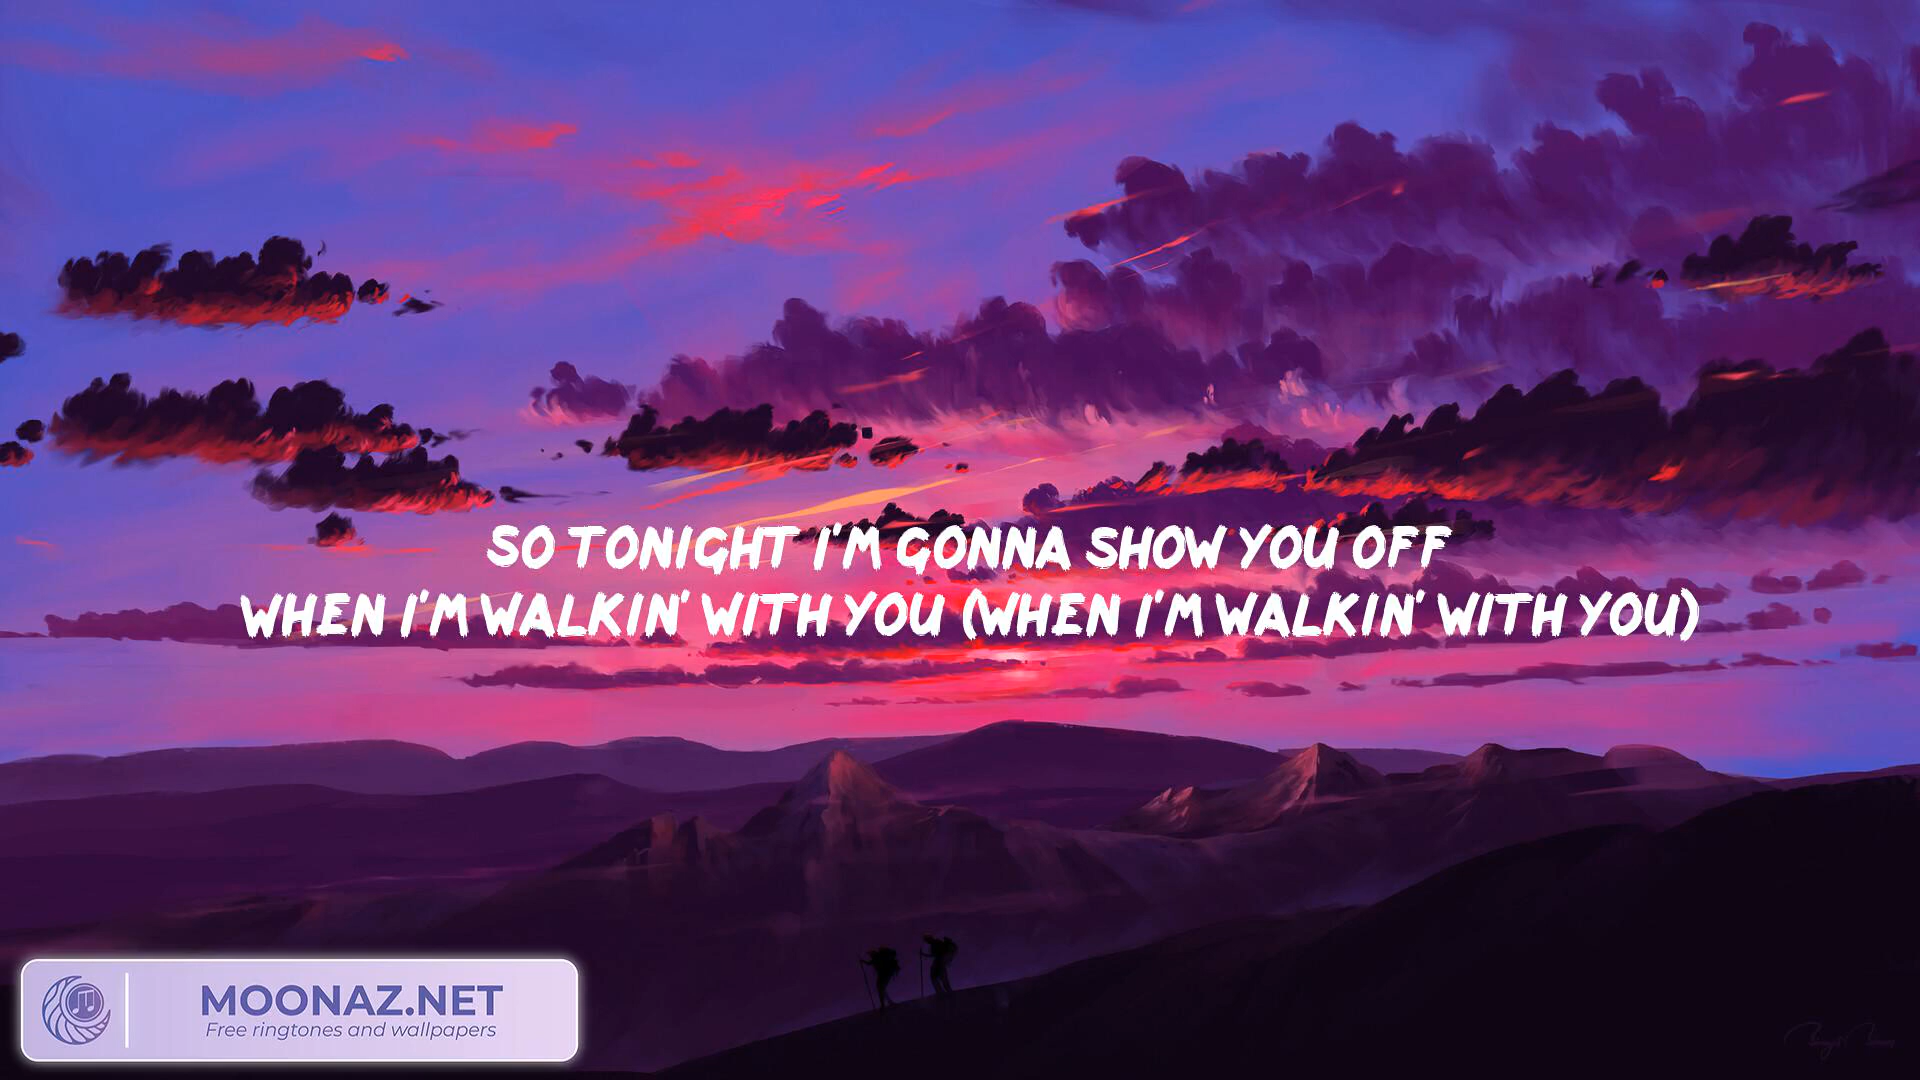 SO TONIGHT I'M GONNA SHOW YOU OFF
WHEN I'M WALKIN' WITH YOU (WHEN I'M WALKIN' WITH YOU)
MOONAZ.NET
Free ringtones and wallpapers